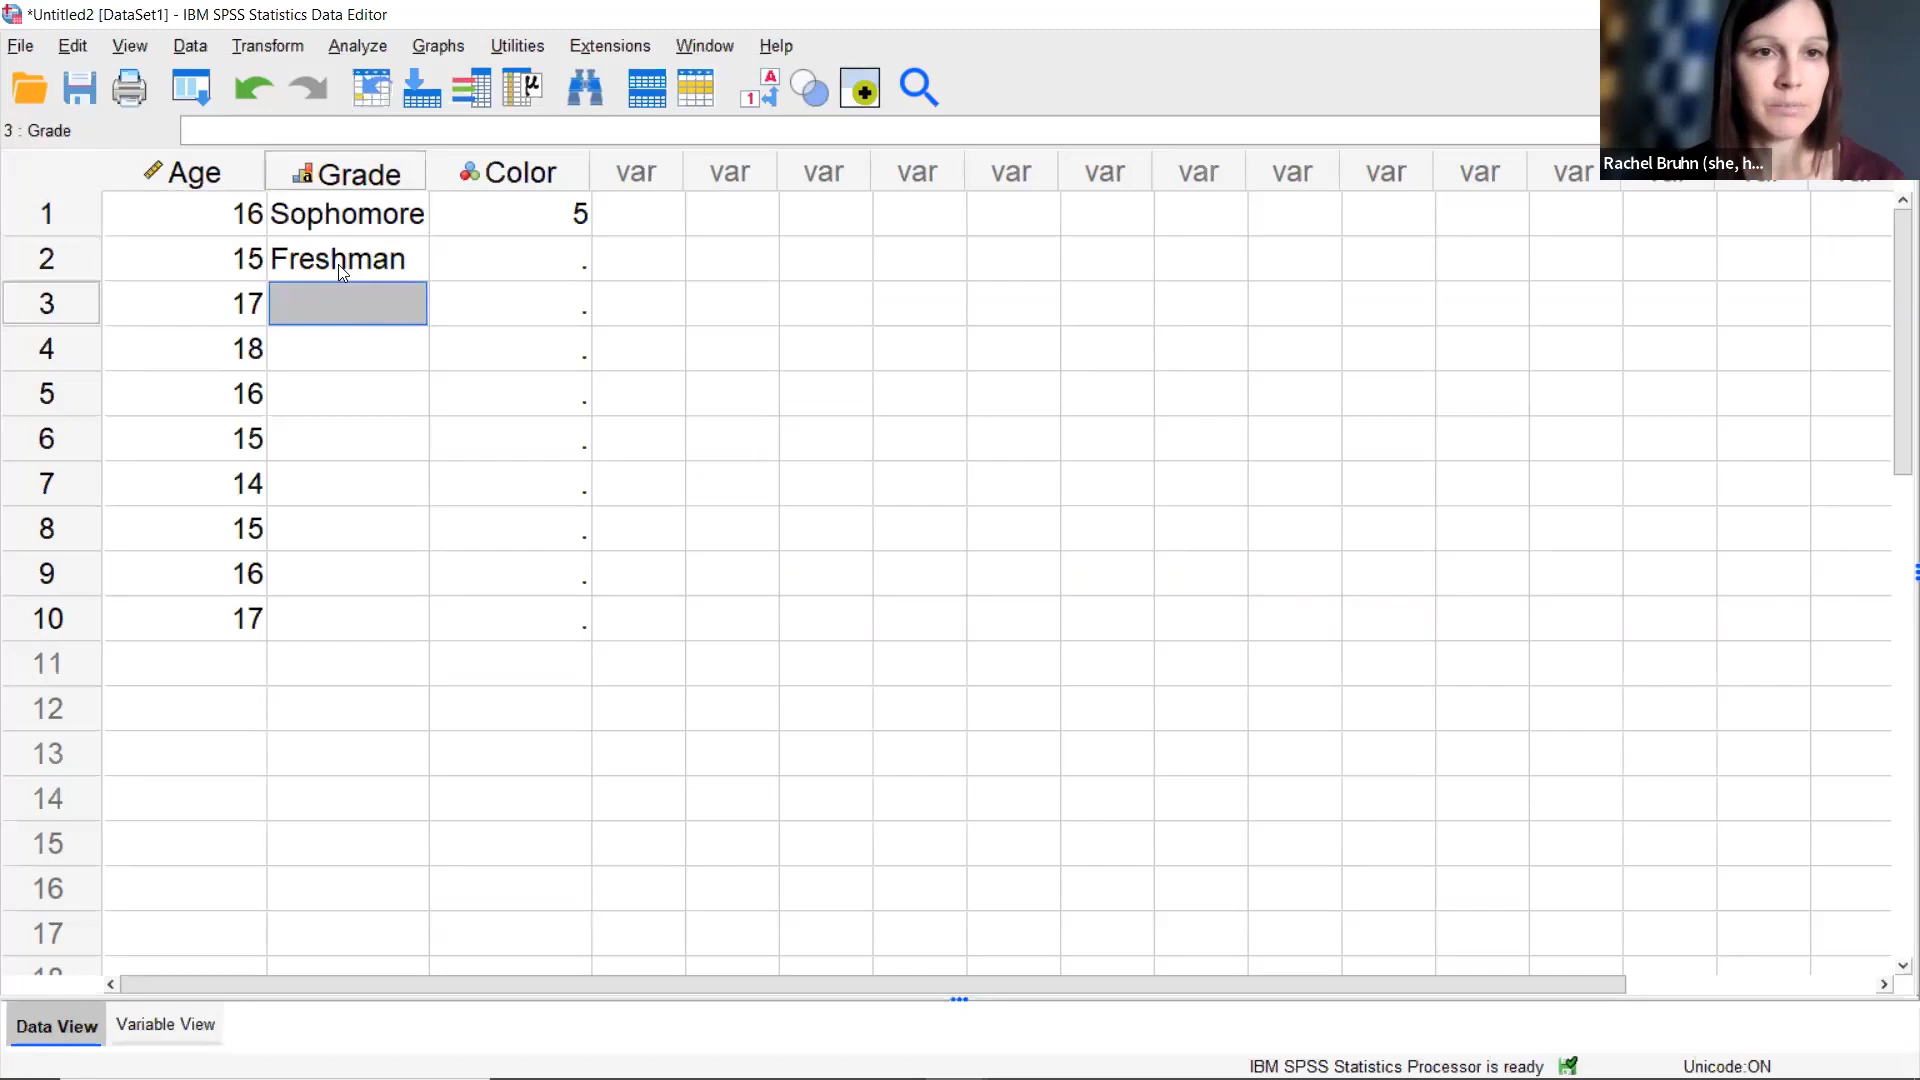 *Untitled2 [DataSet1] - IBM SPSS Statistics Data Editor
File Edit View Data Transform Analyze Graphs Utilities Extensions Window Help
3 : Grade
Rachel Bruhn (she, h...
Age Grade Color var var var var var var var var var var var
1 16 Sophomore 5
2 15 Freshman .
3 17 .
4 18 .
5 16 .
6 15 .
7 14 .
8 15 .
9 16 .
10 17 .
11
12
13
14
15
16
17
18
Data View Variable View
IBM SPSS Statistics Processor is ready Unicode:ON